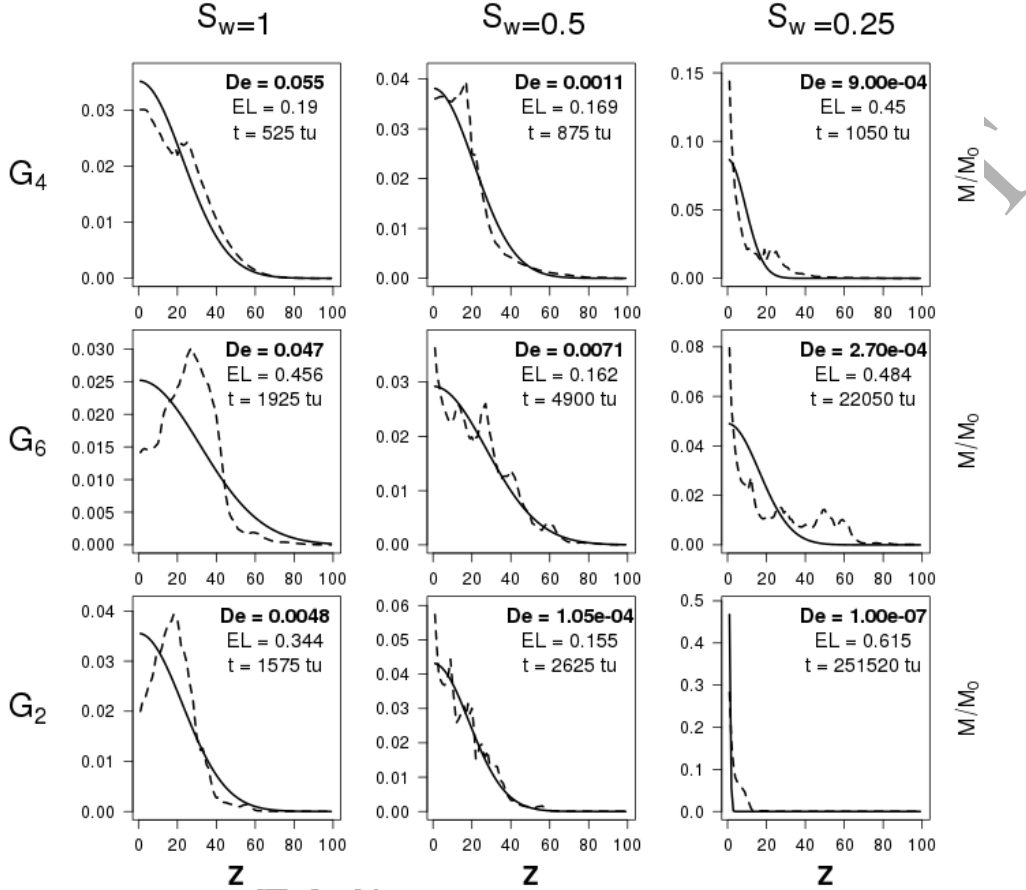 S_w=1 S_w=0.5 S_w =0.25
G_4
De = 0.055
EL = 0.19
t = 525 tu
0.03
0.02
0.01
0.00
0 20 40 60 80 100
De = 0.0011
EL = 0.169
t = 875 tu
0.04
0.03
0.02
0.01
0.00
0 20 40 60 80 100
De = 9.00e-04
EL = 0.45
t = 1050 tu
0.15
0.10
0.05
0.00
0 20 40 60 80 100
M/M_0
G_6
De = 0.047
EL = 0.456
t = 1925 tu
0.030
0.025
0.020
0.015
0.010
0.005
0.000
0 20 40 60 80 100
De = 0.0071
EL = 0.162
t = 4900 tu
0.03
0.02
0.01
0.00
0 20 40 60 80 100
De = 2.70e-04
EL = 0.484
t = 22050 tu
0.08
0.06
0.04
0.02
0.00
0 20 40 60 80 100
M/M_0
G_2
De = 0.0048
EL = 0.344
t = 1575 tu
0.04
0.03
0.02
0.01
0.00
0 20 40 60 80 100
De = 1.05e-04
EL = 0.155
t = 2625 tu
0.06
0.05
0.04
0.03
0.02
0.01
0.00
0 20 40 60 80 100
De = 1.00e-07
EL = 0.615
t = 251520 tu
0.5
0.4
0.3
0.2
0.1
0.0
0 20 40 60 80 100
M/M_0
Z Z Z